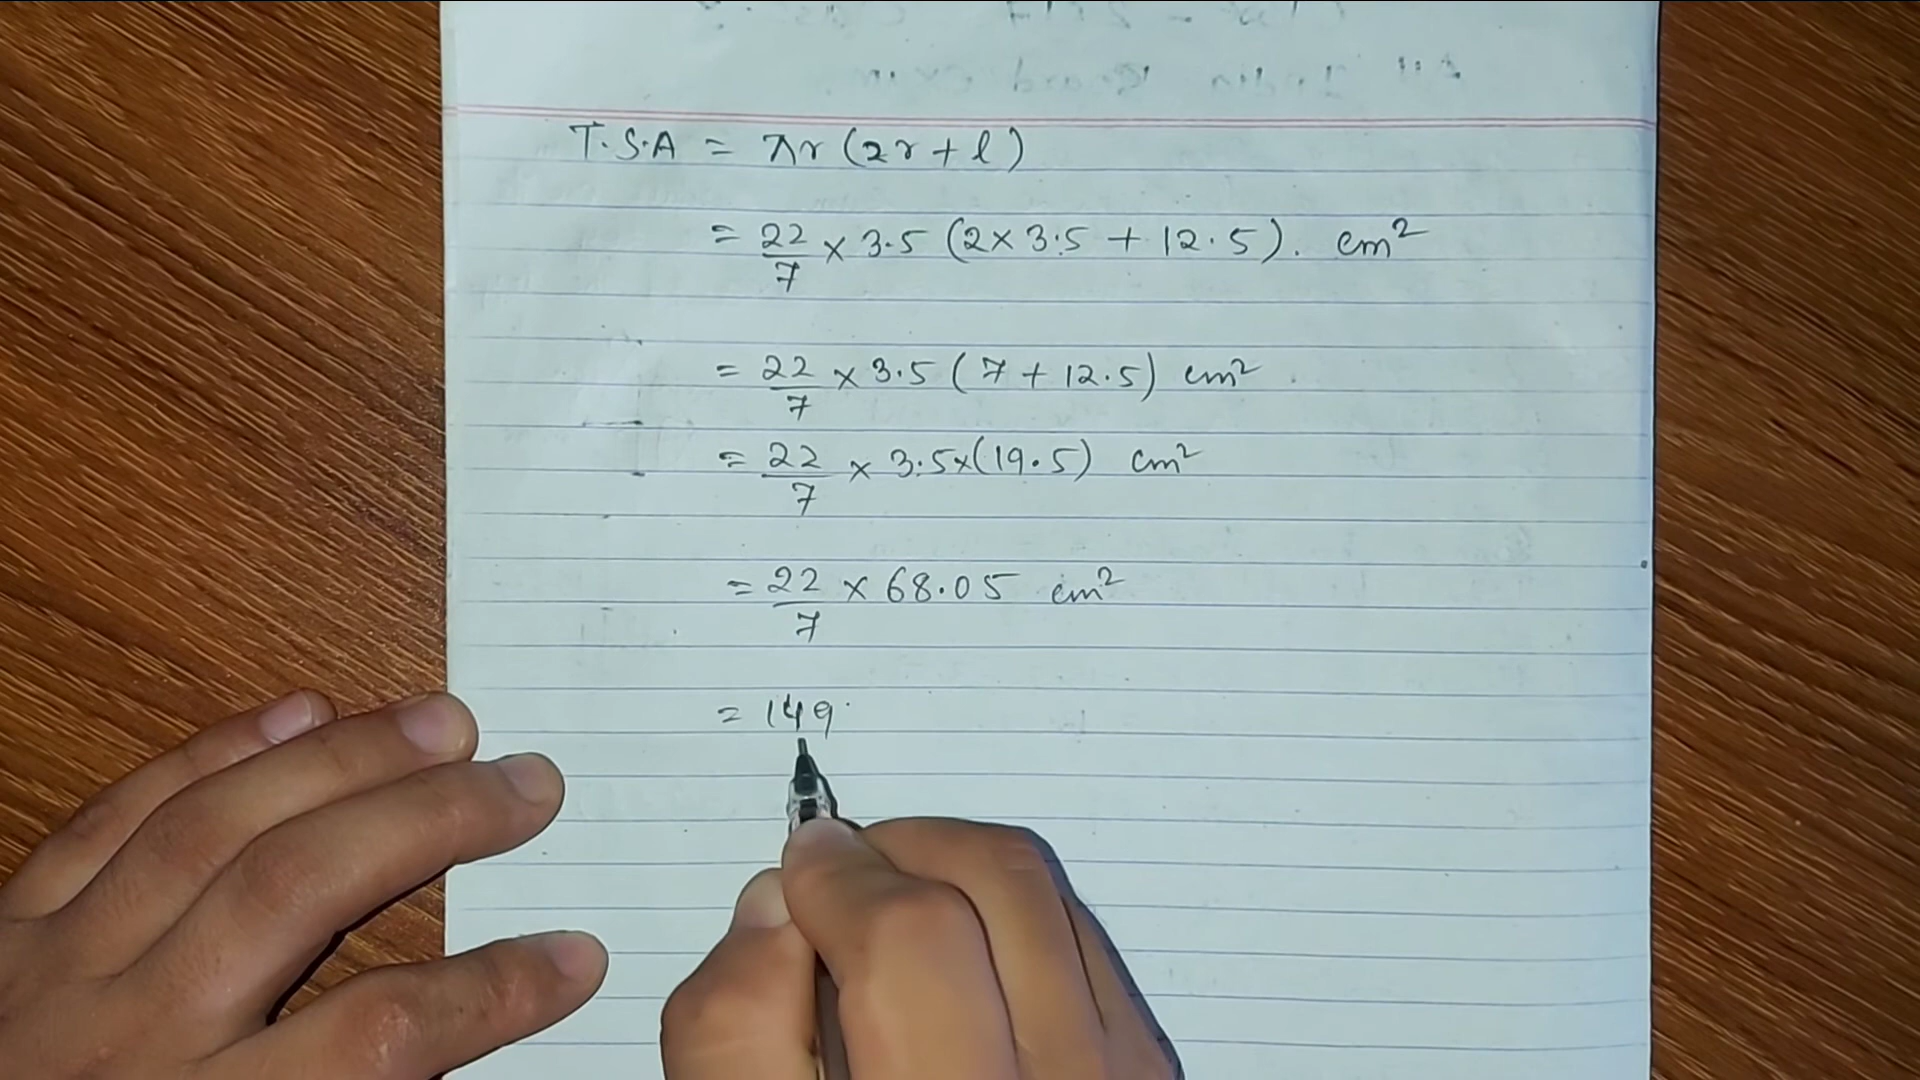 T.S.A = πr (2r + l)
= 22/7 × 3.5 (2 × 3.5 + 12.5). cm²
= 22/7 × 3.5 (7 + 12.5) cm²
= 22/7 × 3.5×(19.5) cm²
= 22/7 × 68.05 cm²
= 149